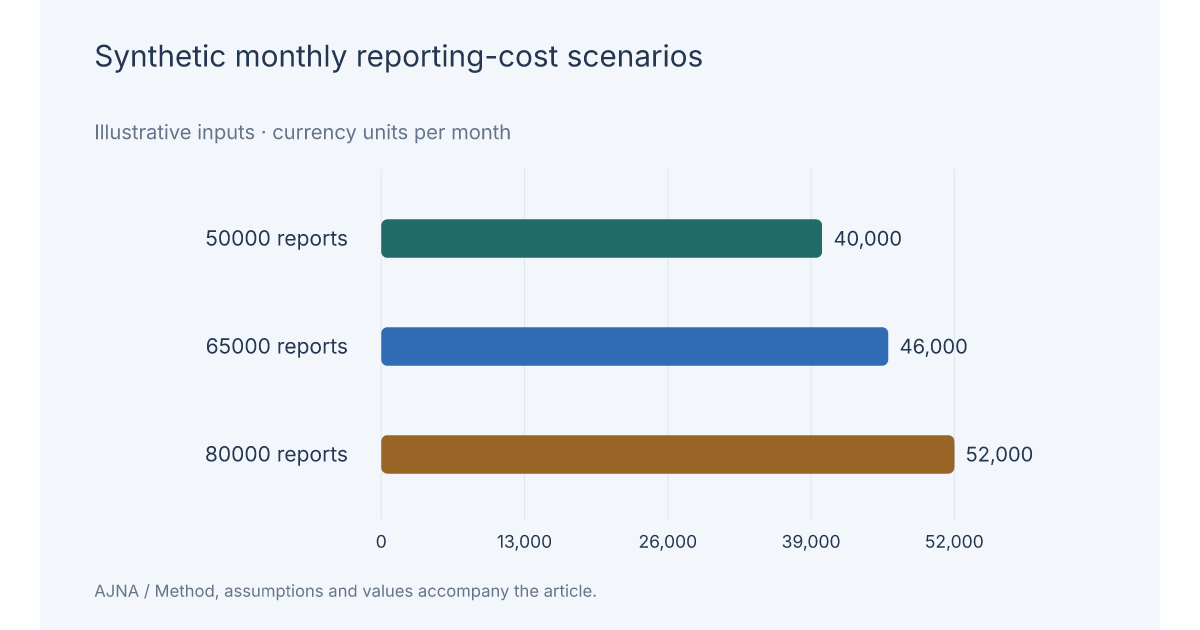 Synthetic monthly reporting-cost scenarios
Illustrative inputs · currency units per month
50000 reports 40,000
65000 reports 46,000
80000 reports 52,000
0 13,000 26,000 39,000 52,000
AJNA / Method, assumptions and values accompany the article.